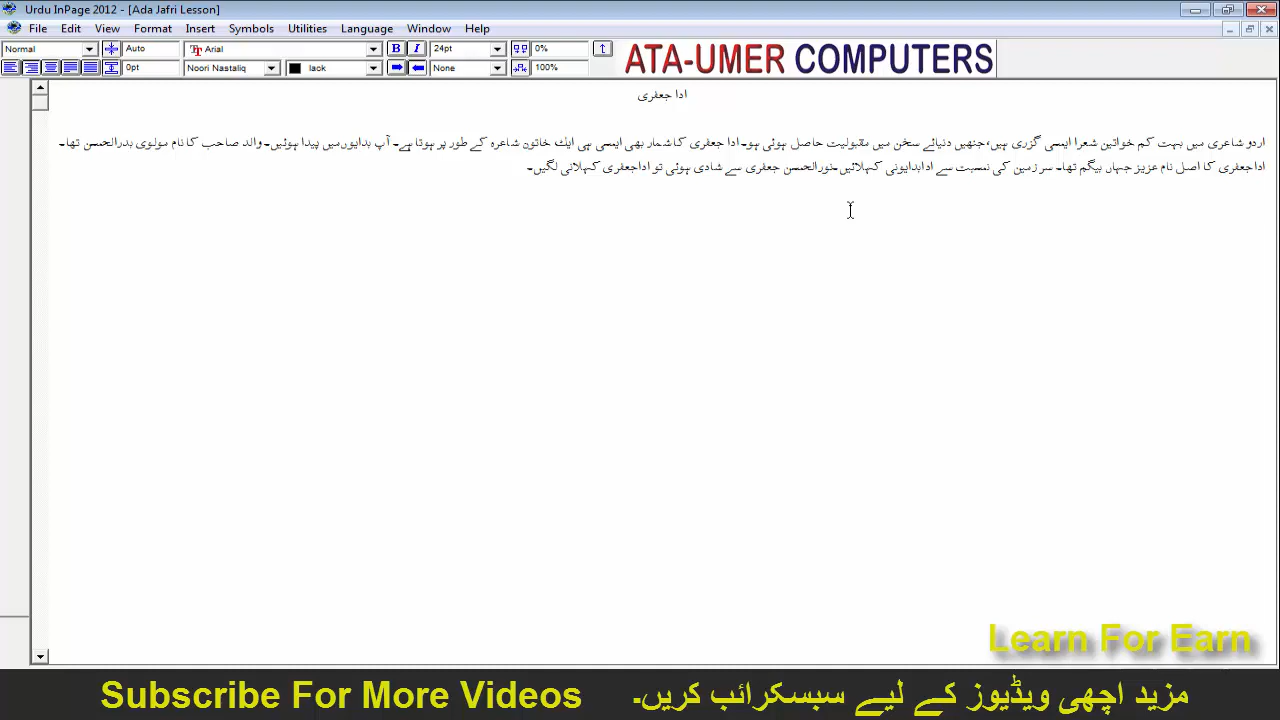 Urdu InPage 2012 - [Ada Jafri Lesson]
File Edit View Format Insert Symbols Utilities Language Window Help
Normal Auto Arial B I 24pt 0%
0pt Noori Nastaliq lack None 100%
ATA-UMER COMPUTERS
ادا جعفری
اردو شاعری میں بہت کم خواتین شعرا ایسی گزری ہیں، جنھیں دنیائے سخن میں مقبولیت حاصل ہوئی ہو۔ادا جعفری کا شمار بھی ایسی ہی ایک خاتون شاعرہ کے طور پر ہوتا ہے۔ آپ بدایوں میں پیدا ہوئیں۔ والد صاحب کا نام مولوی بدرالحسن تھا۔
اداجعفری کا اصل نام عزیز جہاں بیگم تھا۔ سر زمین کی نسبت سے ادابدایونی کہلائیں۔نورالحسن جعفری سے شادی ہوئی تو اداجعفری کہلانی لگیں۔
Learn For Earn
Subscribe For More Videos مزید اچھی ویڈیوز کے لیے سبسکرائب کریں۔